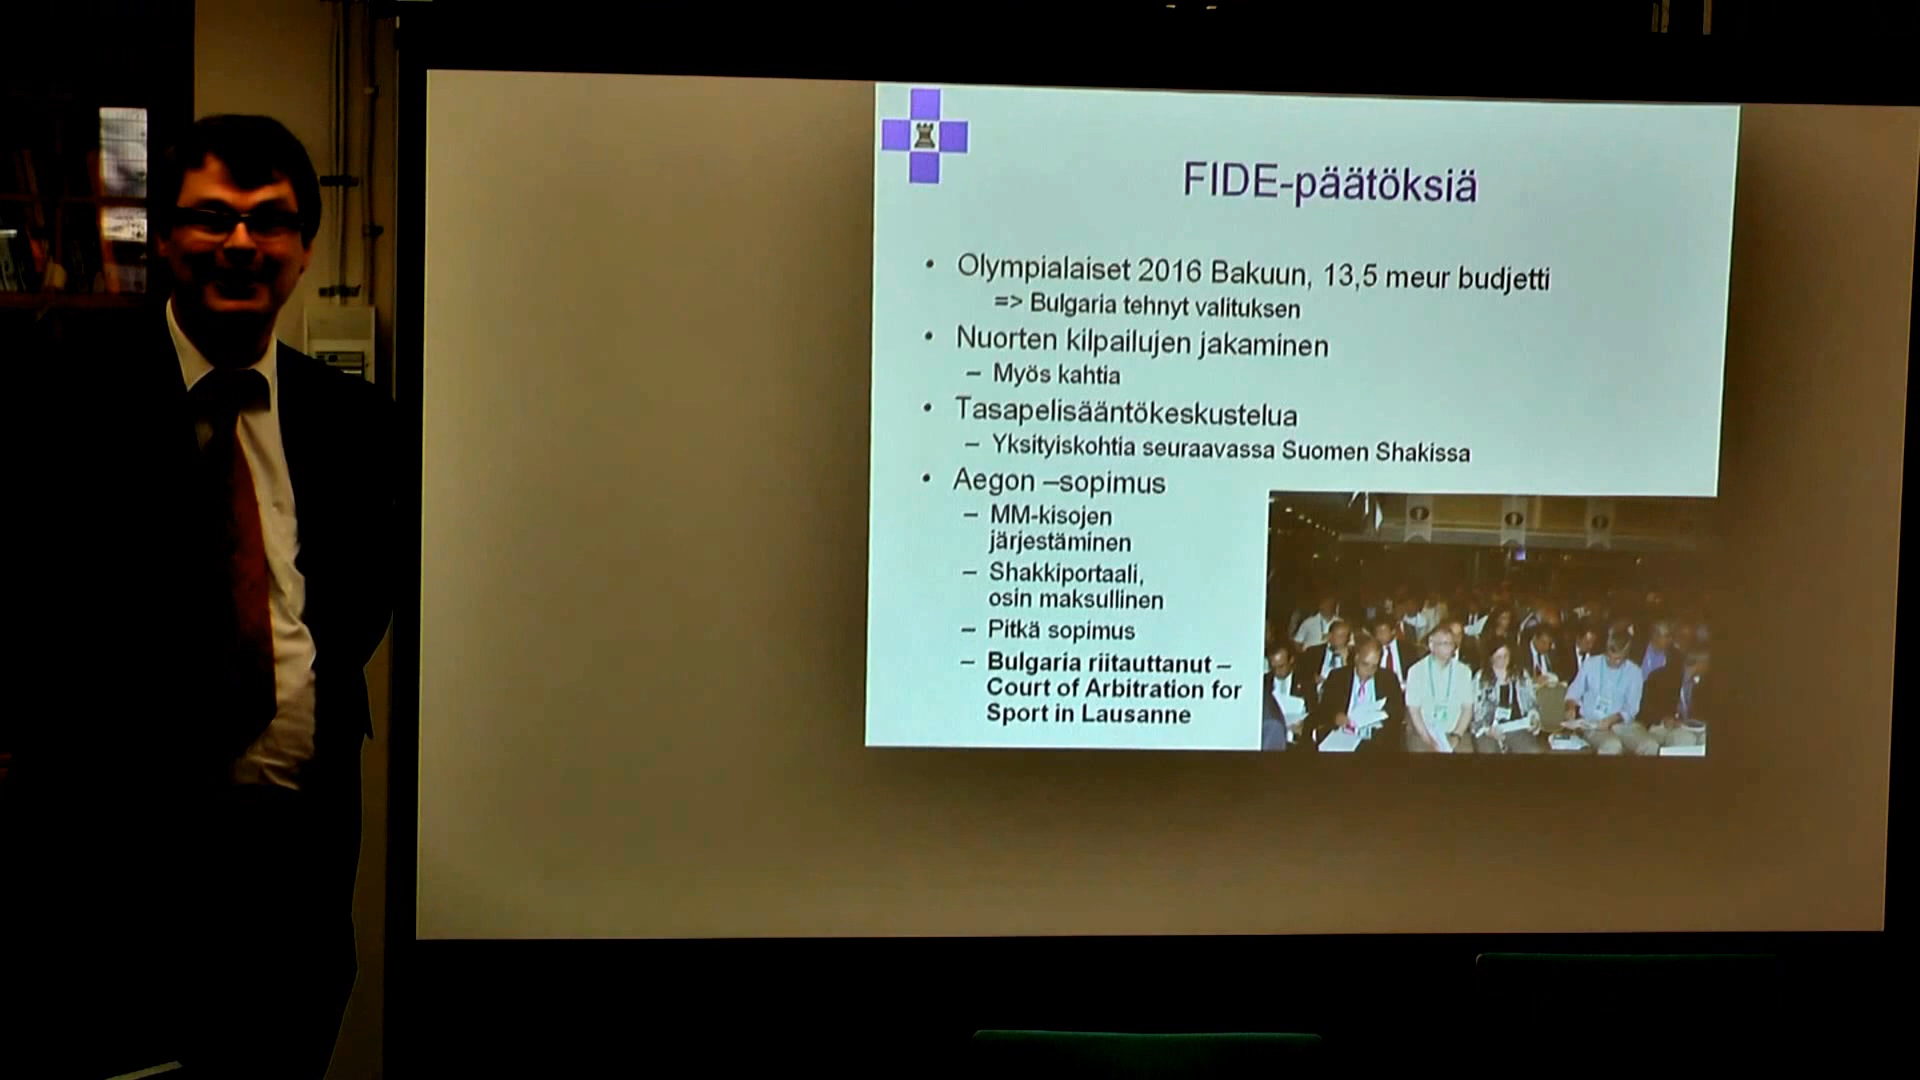 FIDE-päätöksiä
• Olympialaiset 2016 Bakuun, 13,5 meur budjetti
=> Bulgaria tehnyt valituksen
• Nuorten kilpailujen jakaminen
– Myös kahtia
• Tasapelisääntökeskustelua
– Yksityiskohtia seuraavassa Suomen Shakissa
• Aegon –sopimus
– MM-kisojen
järjestäminen
– Shakkiportaali,
osin maksullinen
– Pitkä sopimus
– Bulgaria riitauttanut –
Court of Arbitration for
Sport in Lausanne